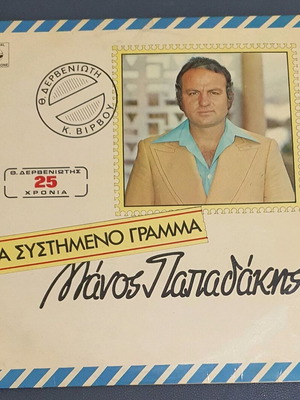 Θ. ΔΕΡΒΕΝΙΩΤΗ
Κ. ΒΙΡΒΟΥ
Θ. ΔΕΡΒΕΝΙΩΤΗΣ
25
ΧΡΟΝΙΑ
Α ΣΥΣΤΗΜΕΝΟ ΓΡΑΜΜΑ
Μάνος Παπαδάκης